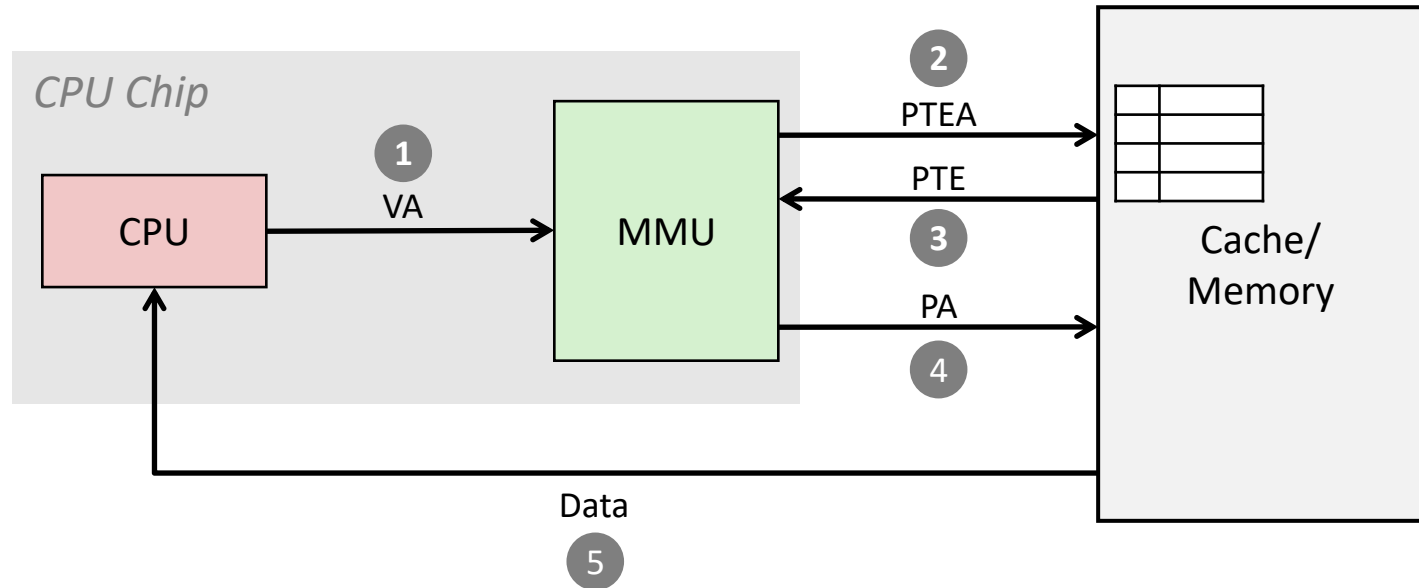 CPU Chip
CPU
1
VA
MMU
2
PTEA
PTE
3
PA
4
Cache/
Memory
Data
5